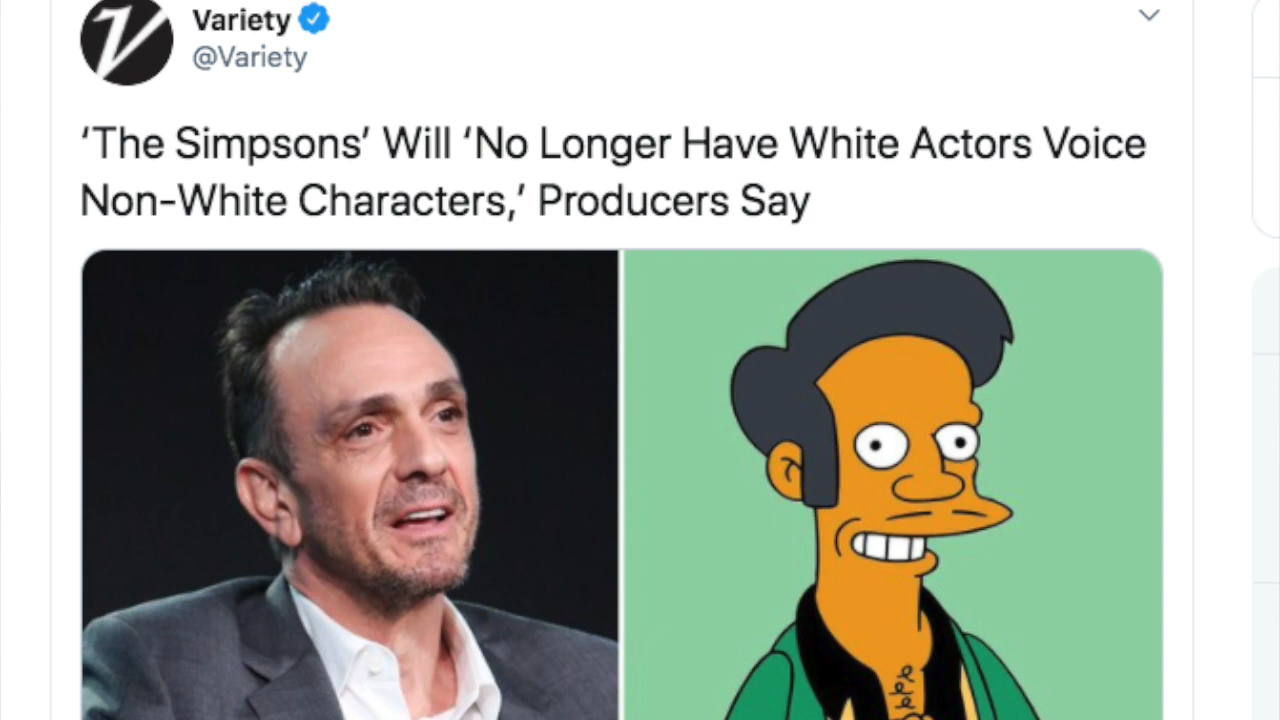 Variety
@Variety
‘The Simpsons’ Will ‘No Longer Have White Actors Voice
Non-White Characters,’ Producers Say